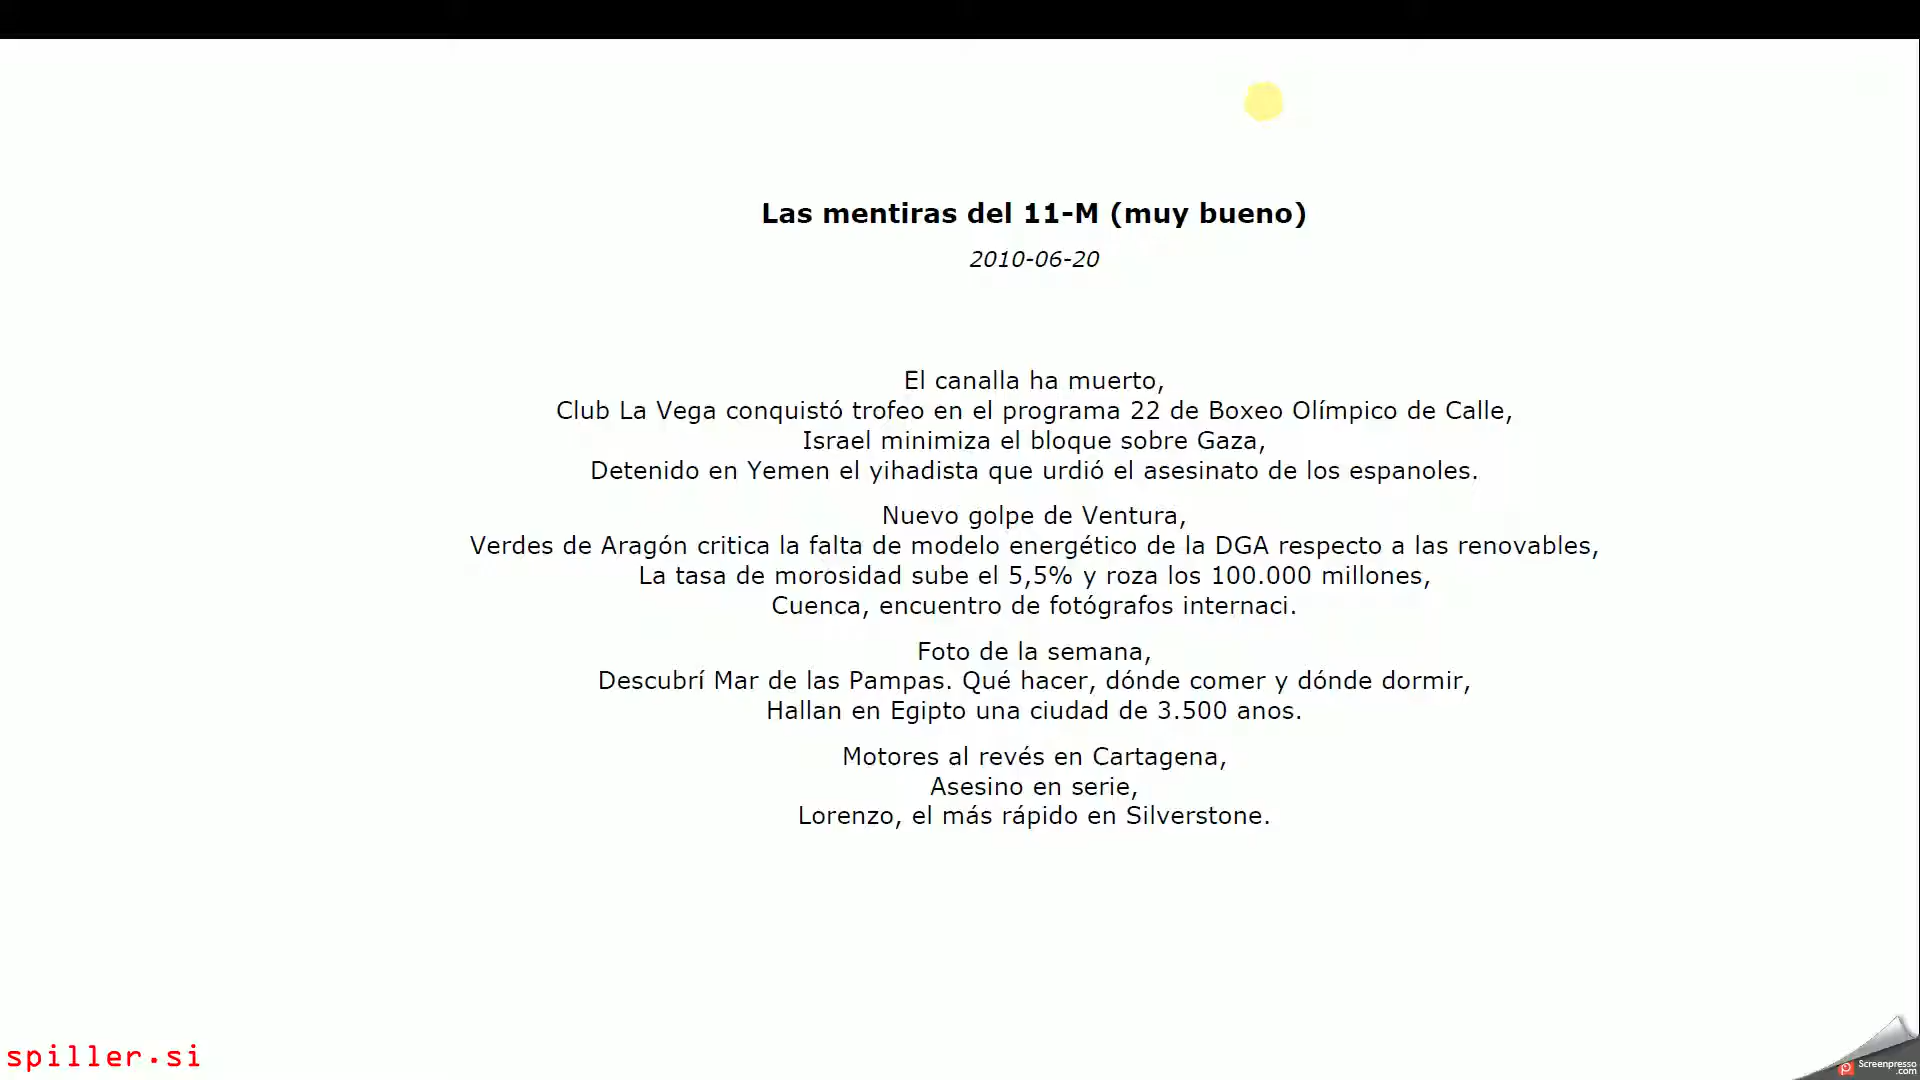 Las mentiras del 11-M (muy bueno)
2010-06-20
El canalla ha muerto,
Club La Vega conquistó trofeo en el programa 22 de Boxeo Olímpico de Calle,
Israel minimiza el bloque sobre Gaza,
Detenido en Yemen el yihadista que urdió el asesinato de los espanoles.
Nuevo golpe de Ventura,
Verdes de Aragón critica la falta de modelo energético de la DGA respecto a las renovables,
La tasa de morosidad sube el 5,5% y roza los 100.000 millones,
Cuenca, encuentro de fotógrafos internaci.
Foto de la semana,
Descubrí Mar de las Pampas. Qué hacer, dónde comer y dónde dormir,
Hallan en Egipto una ciudad de 3.500 anos.
Motores al revés en Cartagena,
Asesino en serie,
Lorenzo, el más rápido en Silverstone.
spiller.si
Screenpresso
.com